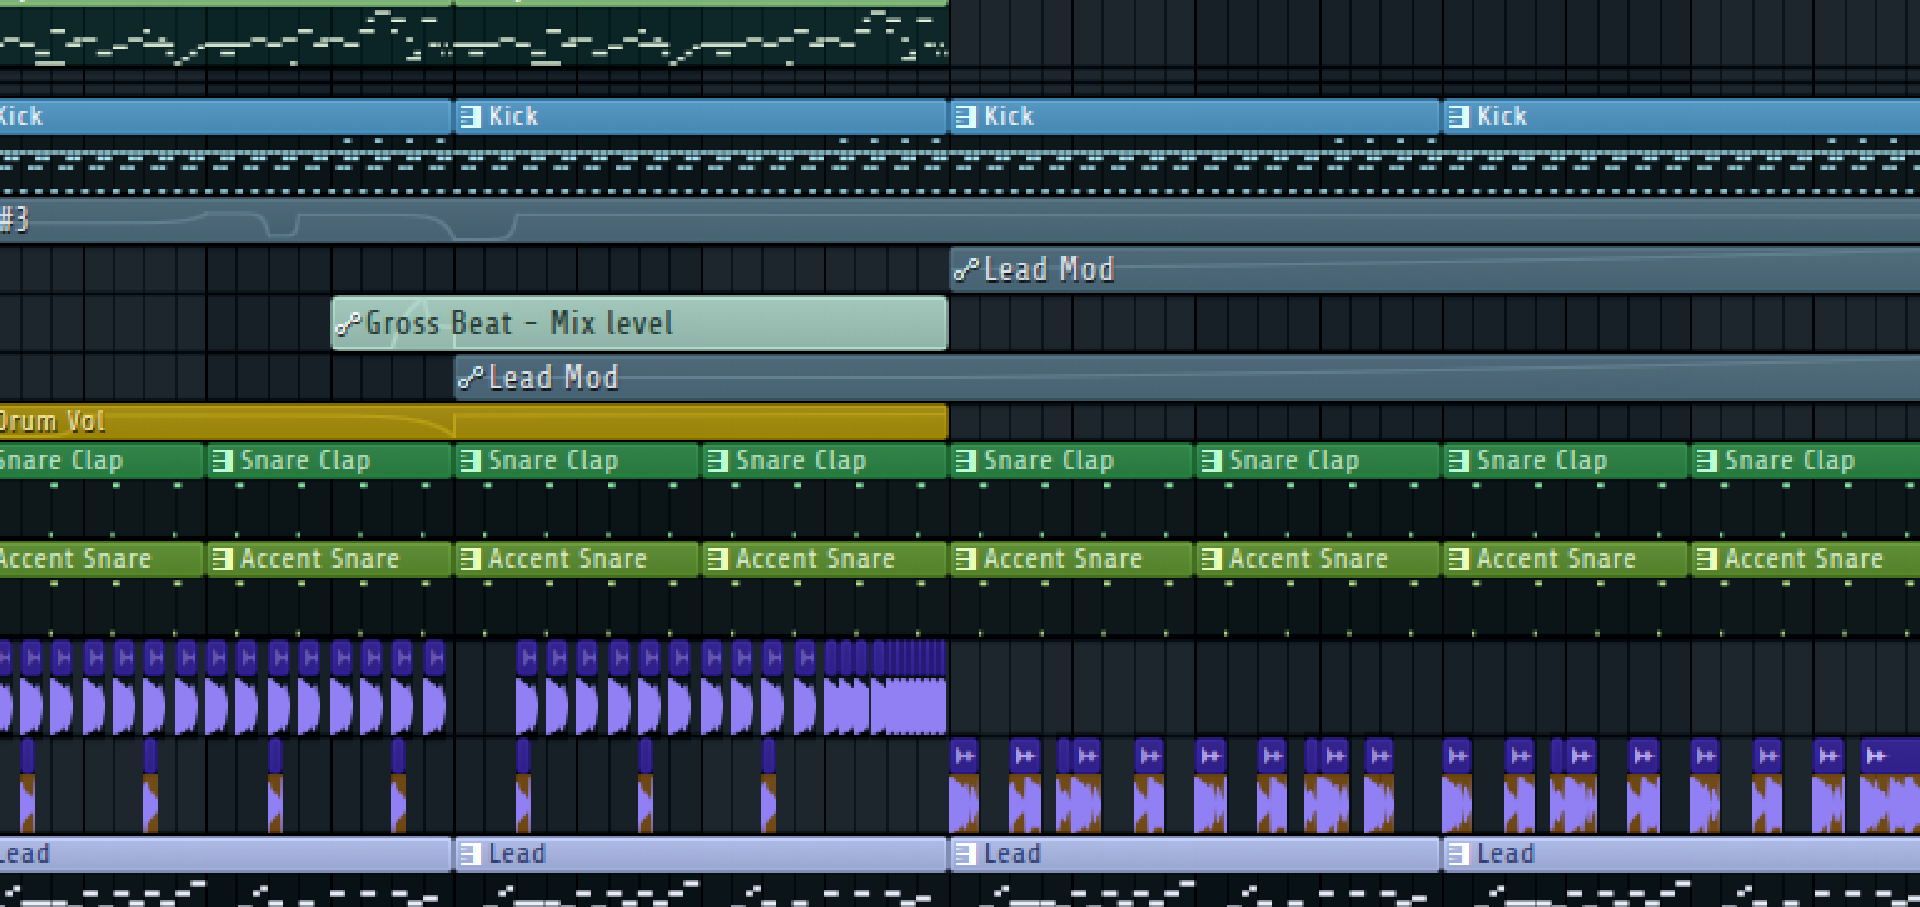 Kick Kick Kick Kick
#3
Lead Mod
Gross Beat - Mix level
Lead Mod
Drum Vol
Snare Clap Snare Clap Snare Clap Snare Clap Snare Clap Snare Clap Snare Clap Snare Clap
Accent Snare Accent Snare Accent Snare Accent Snare Accent Snare Accent Snare Accent Snare Accent Snare
Lead Lead Lead Lead